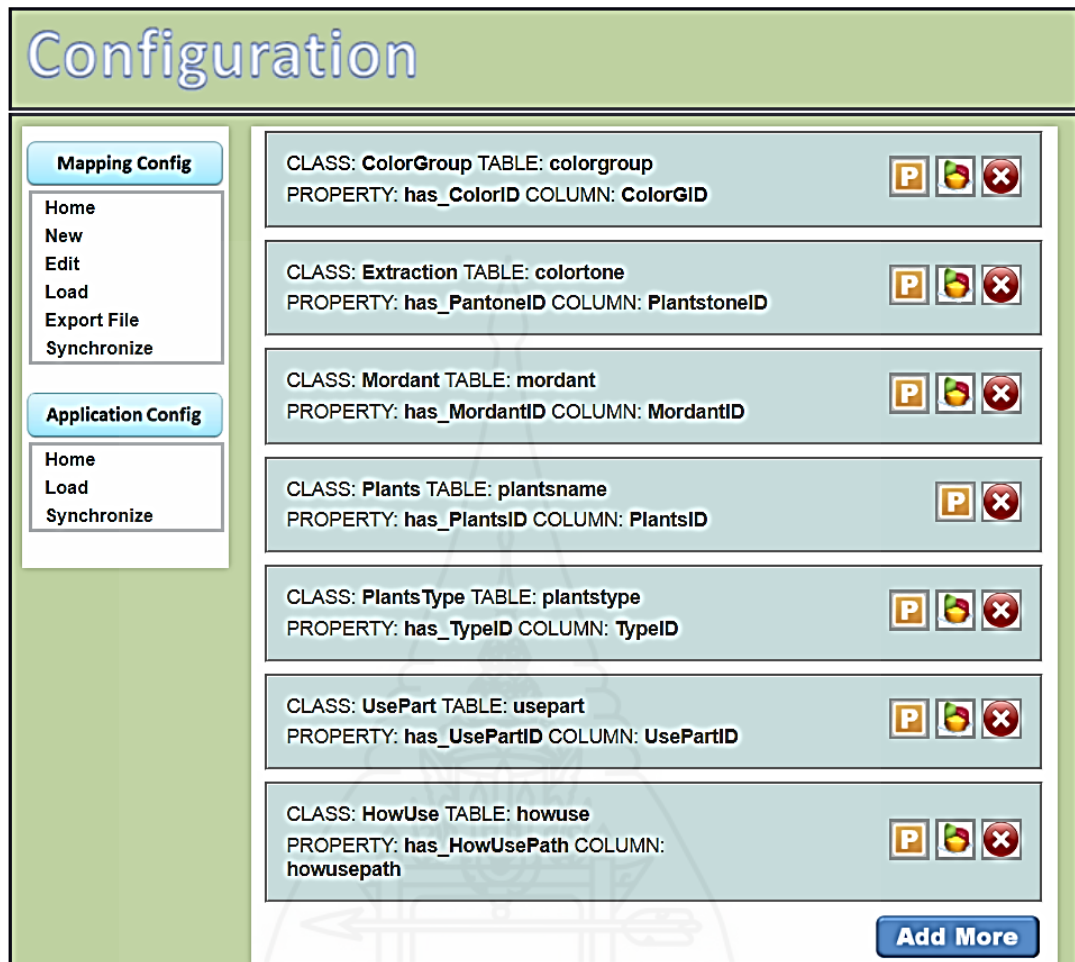 Configuration
Mapping Config
Home
New
Edit
Load
Export File
Synchronize
Application Config
Home
Load
Synchronize
CLASS: ColorGroup TABLE: colorgroup
PROPERTY: has_ColorID COLUMN: ColorGID
P
CLASS: Extraction TABLE: colortone
PROPERTY: has_PantoneID COLUMN: PlantstoneID
P
CLASS: Mordant TABLE: mordant
PROPERTY: has_MordantID COLUMN: MordantID
P
CLASS: Plants TABLE: plantsname
PROPERTY: has_PlantsID COLUMN: PlantsID
P
CLASS: PlantsType TABLE: plantstype
PROPERTY: has_TypeID COLUMN: TypeID
P
CLASS: UsePart TABLE: usepart
PROPERTY: has_UsePartID COLUMN: UsePartID
P
CLASS: HowUse TABLE: howuse
PROPERTY: has_HowUsePath COLUMN:
howusepath
P
Add More